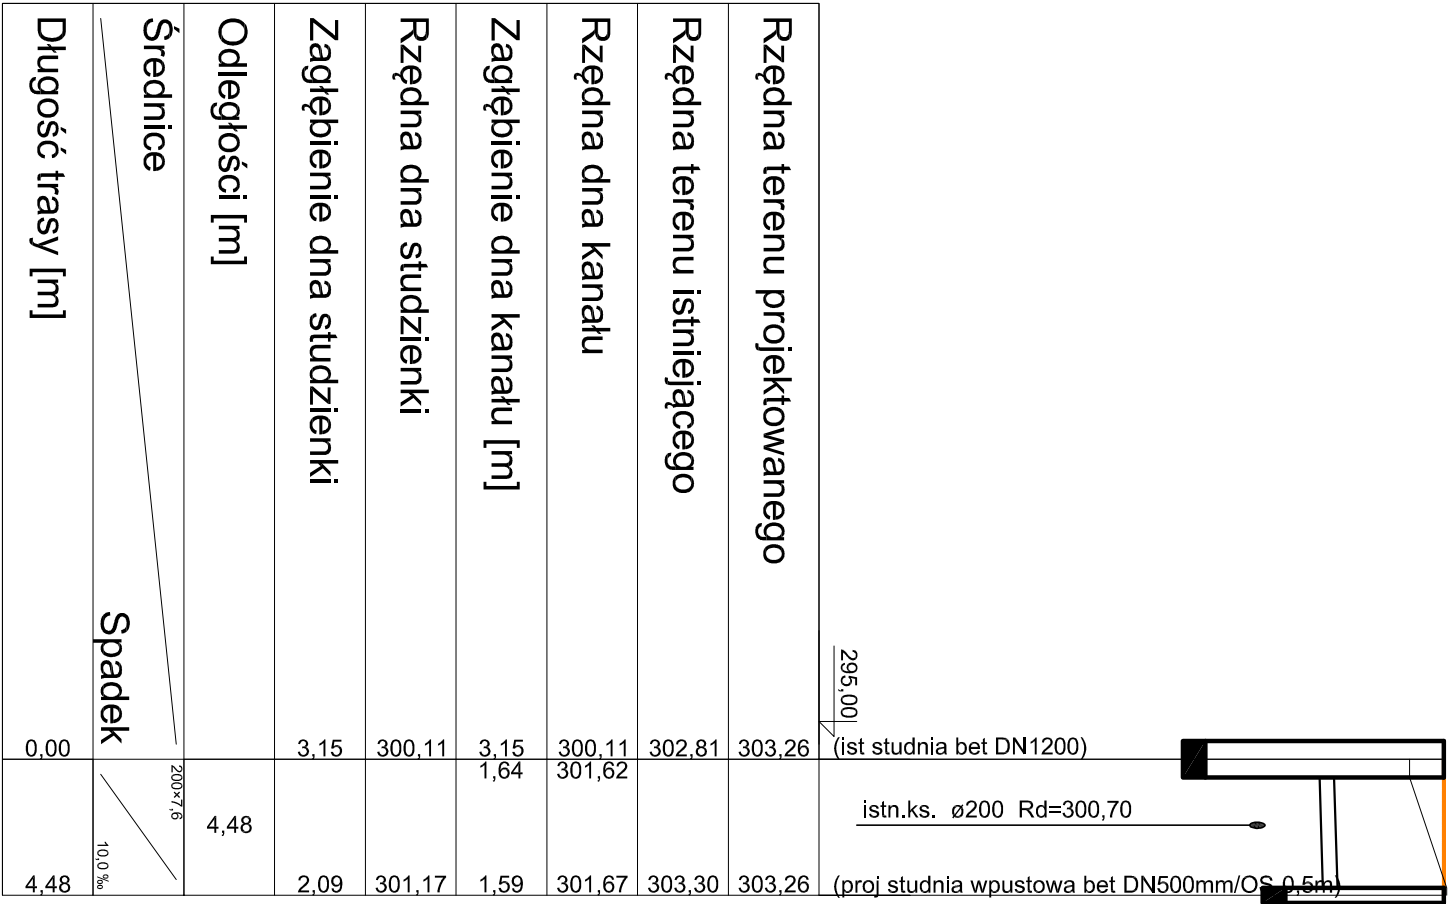 Rzędna terenu projektowanego
303,26
303,26
Rzędna terenu istniejącego
302,81
303,30
Rzędna dna kanału
300,11
301,62
301,67
Zagłębienie dna kanału [m]
3,15
1,64
1,59
Rzędna dna studzienki
300,11
301,17
Zagłębienie dna studzienki
3,15
2,09
Odległości [m]
4,48
Średnice
Spadek
200×7,6
10,0 ‰
Długość trasy [m]
0,00
4,48
295,00
(ist studnia bet DN1200)
istn.ks. ø200 Rd=300,70
(proj studnia wpustowa bet DN500mm/OS 0,5m)